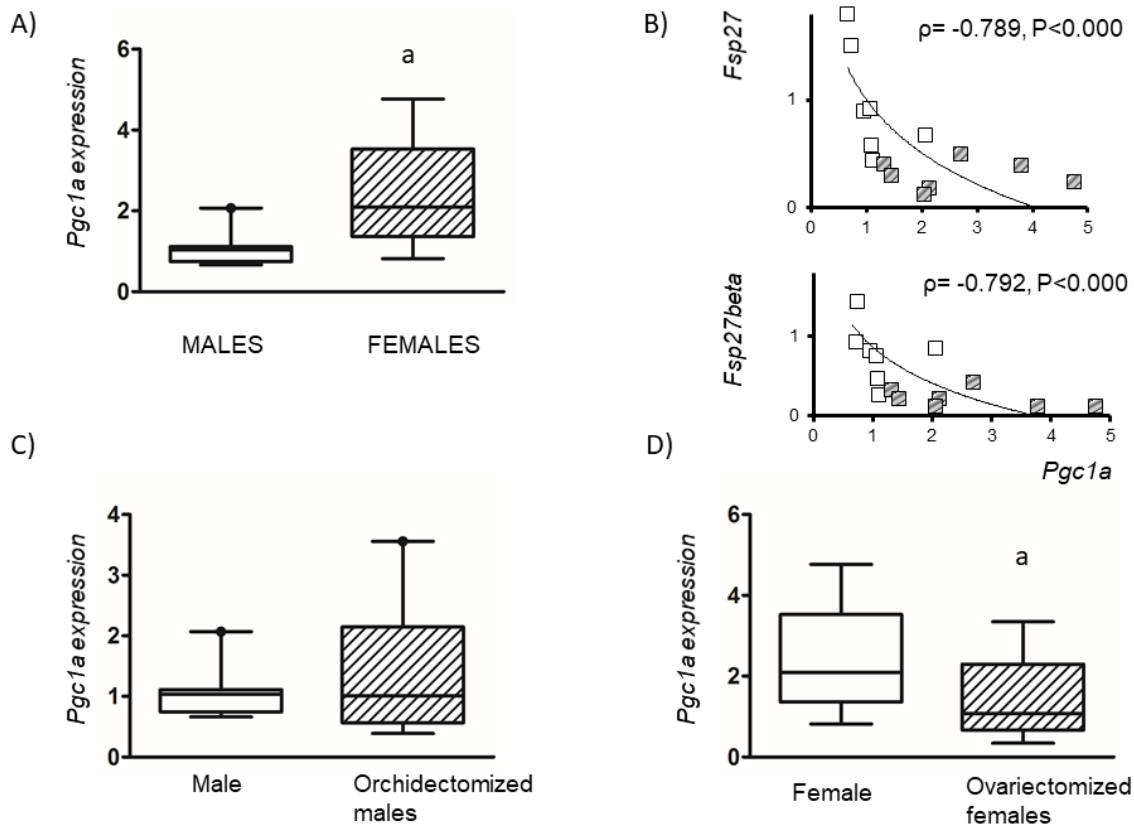 A)
Pgc1a expression
6
4
2
0
a
MALES
FEMALES
B)
Fsp27
ρ= -0.789, P<0.000
1
0
0
1
2
3
4
5
Fsp27beta
ρ= -0.792, P<0.000
1
0
0
1
2
3
4
5
Pgc1a
C)
Pgc1a expression
4
3
2
1
0
Male
Orchidectomized
males
D)
Pgc1a expression
6
4
2
0
a
Female
Ovariectomized
females